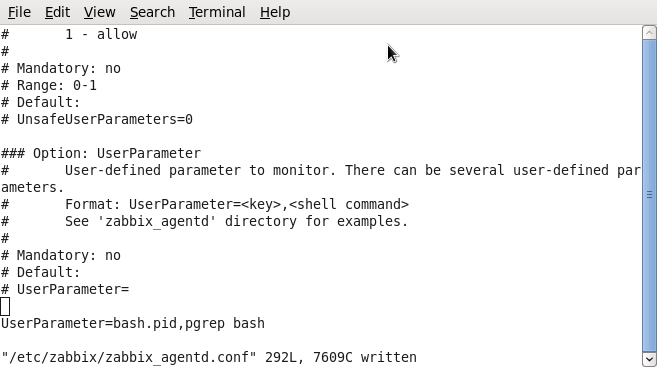 File Edit View Search Terminal Help
#       1 - allow
#
# Mandatory: no
# Range: 0-1
# Default:
# UnsafeUserParameters=0

### Option: UserParameter
#       User-defined parameter to monitor. There can be several user-defined par
ameters.
#       Format: UserParameter=<key>,<shell command>
#       See 'zabbix_agentd' directory for examples.
#
# Mandatory: no
# Default:
# UserParameter=

UserParameter=bash.pid,pgrep bash

"/etc/zabbix/zabbix_agentd.conf" 292L, 7609C written